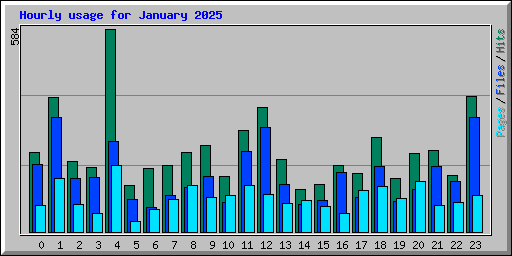 Hourly usage for January 2025
584
Pages/Files/Hits
0 1 2 3 4 5 6 7 8 9 10 11 12 13 14 15 16 17 18 19 20 21 22 23